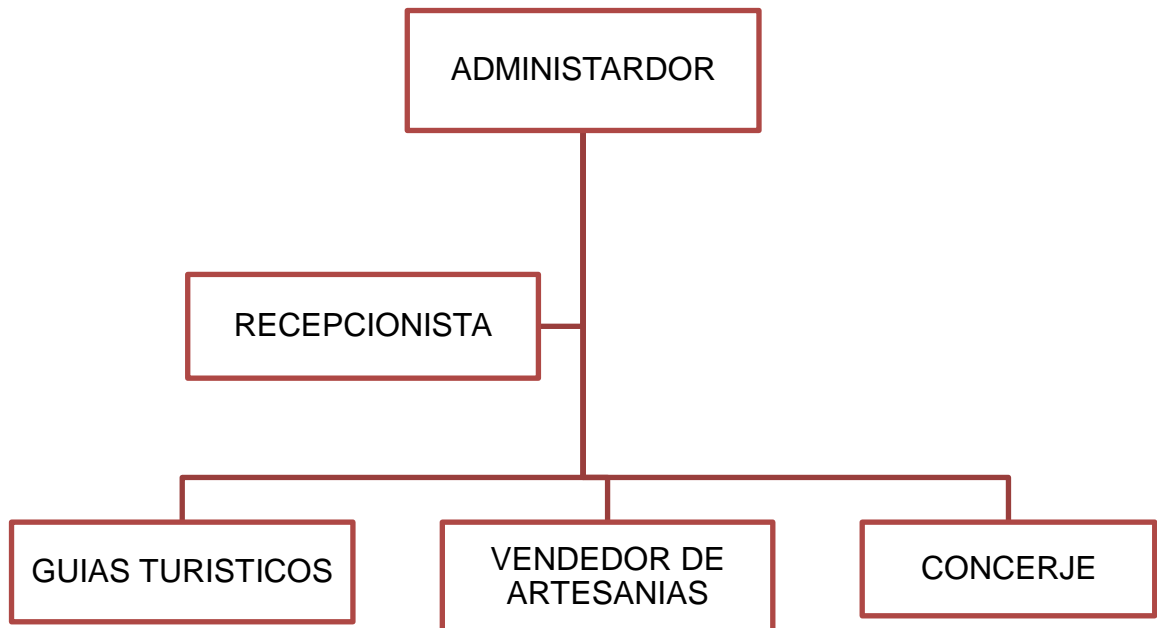 ADMINISTARDOR
RECEPCIONISTA
GUIAS TURISTICOS
VENDEDOR DE
ARTESANIAS
CONCERJE